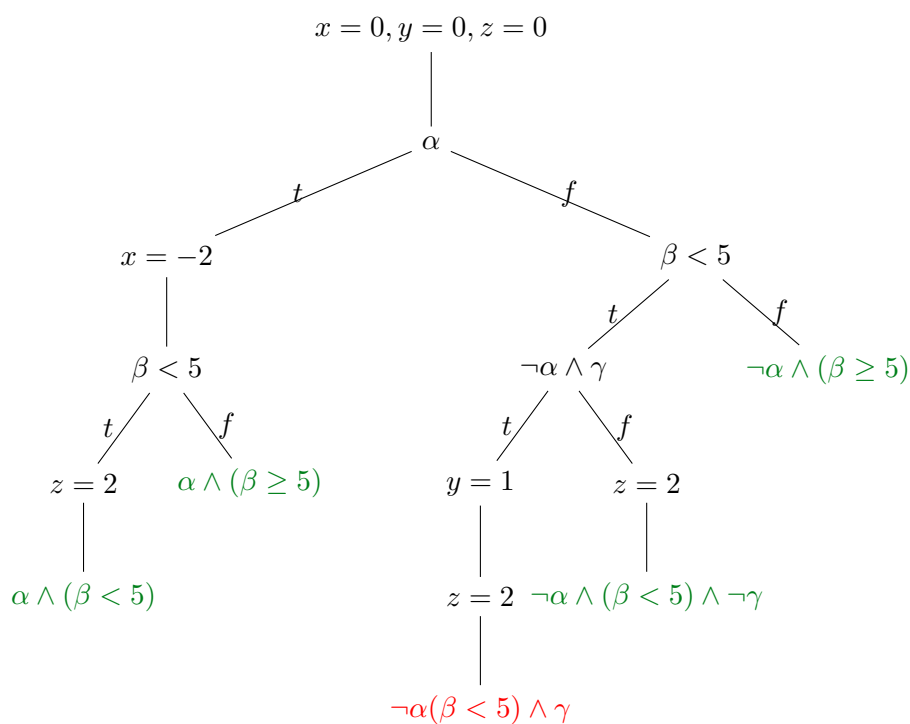 x = 0, y = 0, z = 0
α
t f
x = −2 β < 5
t f
β < 5 ¬α ∧ γ ¬α ∧ (β ≥ 5)
t f t f
z = 2 α ∧ (β ≥ 5) y = 1 z = 2
α ∧ (β < 5) z = 2 ¬α ∧ (β < 5) ∧ ¬γ
¬α(β < 5) ∧ γ